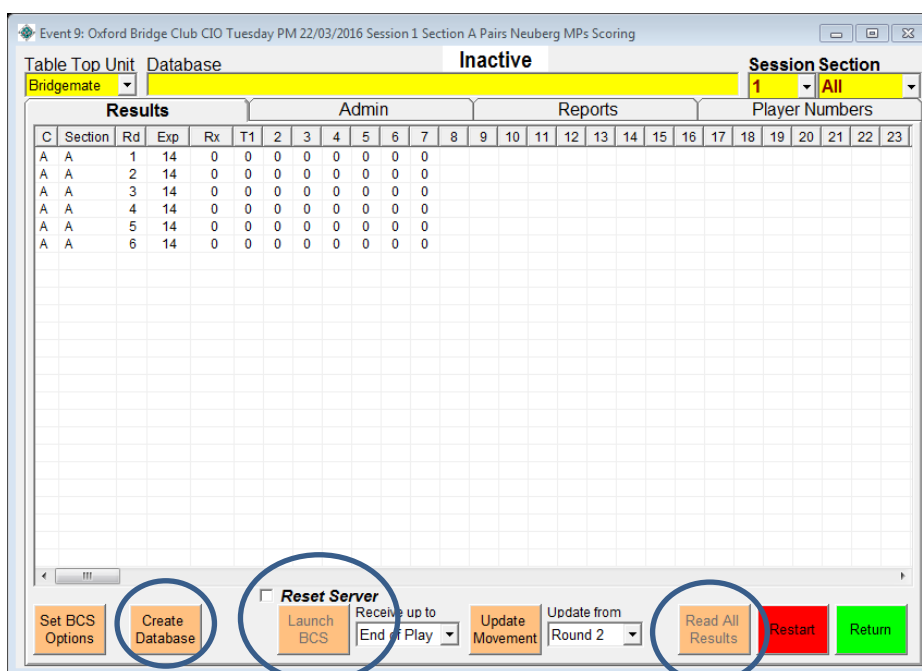 Event 9: Oxford Bridge Club CIO Tuesday PM 22/03/2016 Session 1 Section A Pairs Neuberg MPs Scoring
Table Top Unit Database Inactive Session Section
Bridgemate 1 All
Results Admin Reports Player Numbers
C Section Rd Exp Rx T1 2 3 4 5 6 7 8 9 10 11 12 13 14 15 16 17 18 19 20 21 22 23
A A 1 14 0 0 0 0 0 0 0 0
A A 2 14 0 0 0 0 0 0 0 0
A A 3 14 0 0 0 0 0 0 0 0
A A 4 14 0 0 0 0 0 0 0 0
A A 5 14 0 0 0 0 0 0 0 0
A A 6 14 0 0 0 0 0 0 0 0
Reset Server
Set BCS Options
Create Database
Launch BCS
Receive up to
End of Play
Update Movement
Update from
Round 2
Read All Results
Restart
Return